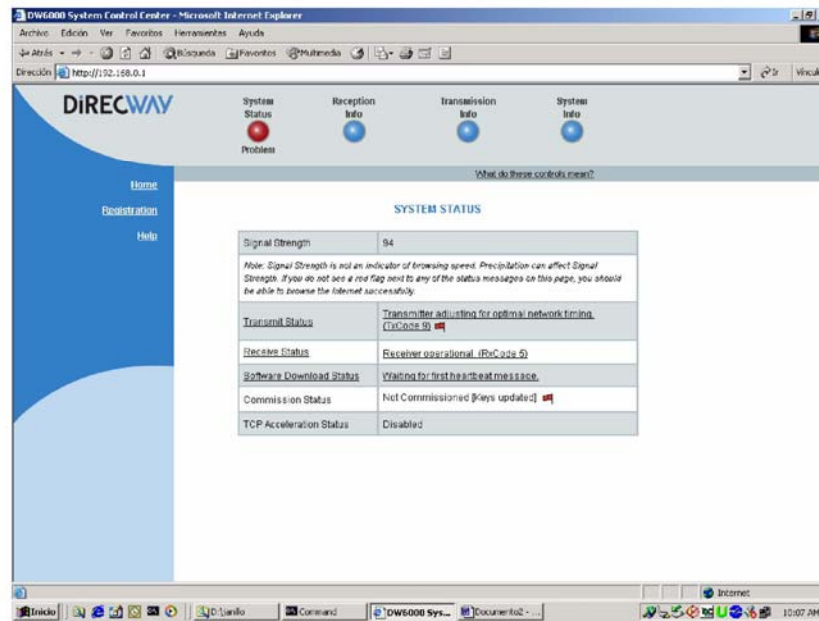 DW6000 System Control Center - Microsoft Internet Explorer
Archivo Edición Ver Favoritos Herramientas Ayuda
Atrás Búsqueda Favoritos Multimedia
Dirección http://192.168.0.1 Ir Víncul
DIRECWAY
System Status
Problem
Reception Info
Transmission Info
System Info
What do these controls mean?
Home
Registration
Help
SYSTEM STATUS
Signal Strength 94
Note: Signal Strength is not an indicator of browsing speed. Precipitation can affect Signal
Strength. If you do not see a red flag next to any of the status messages on this page, you should
be able to browse the Internet successfully.
Transmit Status Transmitter adjusting for optimal network timing.
(TxCode 9)
Receive Status Receiver operational. (RxCode 5)
Software Download Status Waiting for first heartbeat message.
Commission Status Not Commissioned [Keys updated]
TCP Acceleration Status Disabled
Internet
Inicio Command DW6000 Sys... Documento2 - ... 10:07 AM